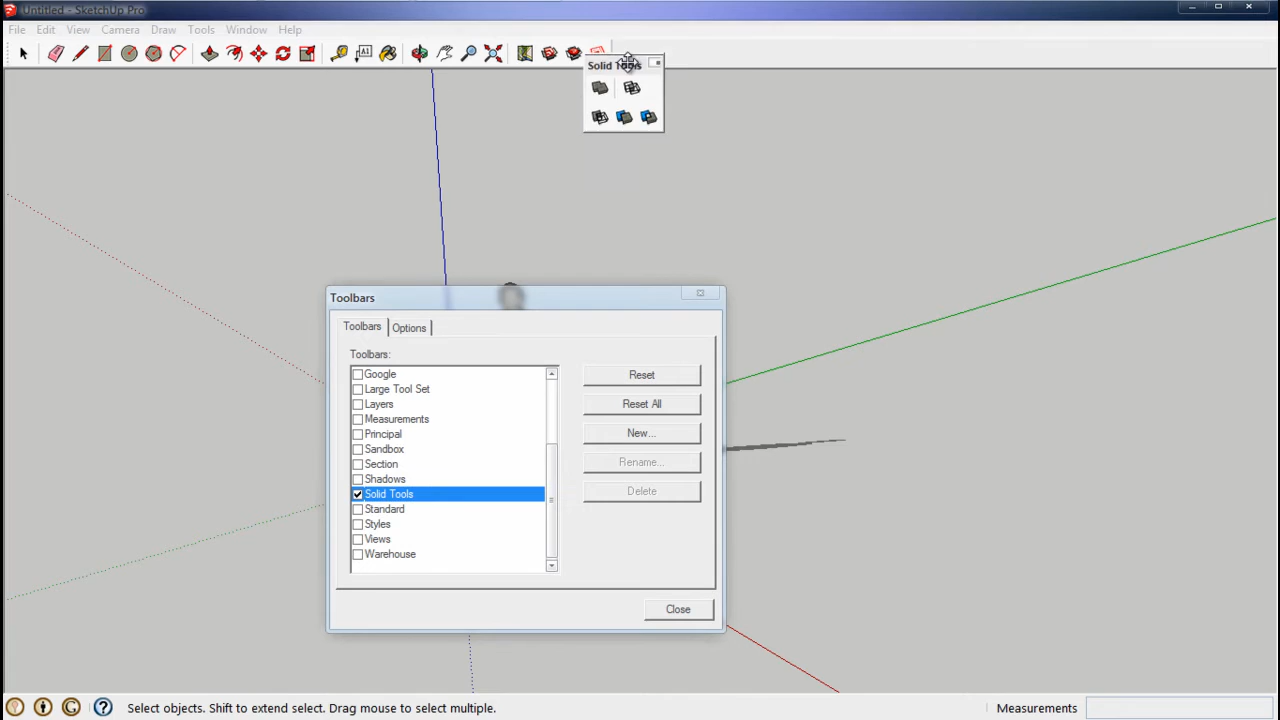 Untitled - SketchUp Pro
File Edit View Camera Draw Tools Window Help
A1
Solid Tools
Toolbars
Toolbars Options
Toolbars:
Google
Large Tool Set
Layers
Measurements
Principal
Sandbox
Section
Shadows
Solid Tools
Standard
Styles
Views
Warehouse
Reset
Reset All
New...
Rename...
Delete
Close
Select objects. Shift to extend select. Drag mouse to select multiple.
Measurements